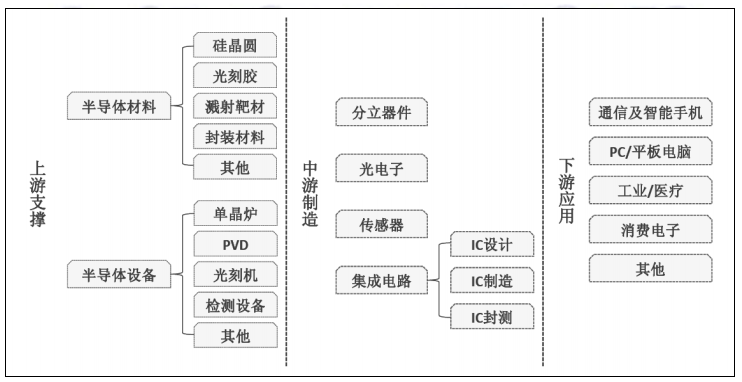 上游支撑
半导体材料
硅晶圆
光刻胶
溅射靶材
封装材料
其他
半导体设备
单晶炉
PVD
光刻机
检测设备
其他
中游制造
分立器件
光电子
传感器
集成电路
IC设计
IC制造
IC封测
下游应用
通信及智能手机
PC/平板电脑
工业/医疗
消费电子
其他